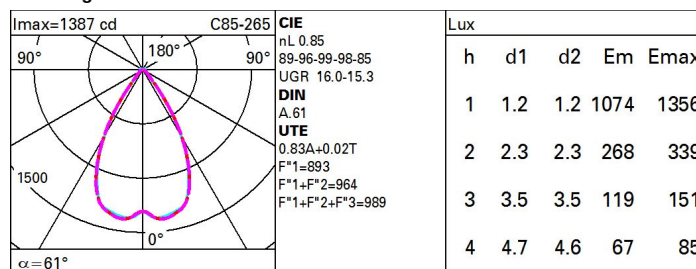 Imax=1387 cd C85-265
90° 180° 90°
1500
0°
α=61°
CIE
nL 0.85
89-96-99-98-85
UGR 16.0-15.3
DIN
A.61
UTE
0.83A+0.02T
F"1=893
F"1+F"2=964
F"1+F"2+F"3=989
Lux
h d1 d2 Em Emax
1 1.2 1.2 1074 1356
2 2.3 2.3 268 339
3 3.5 3.5 119 151
4 4.7 4.6 67 85